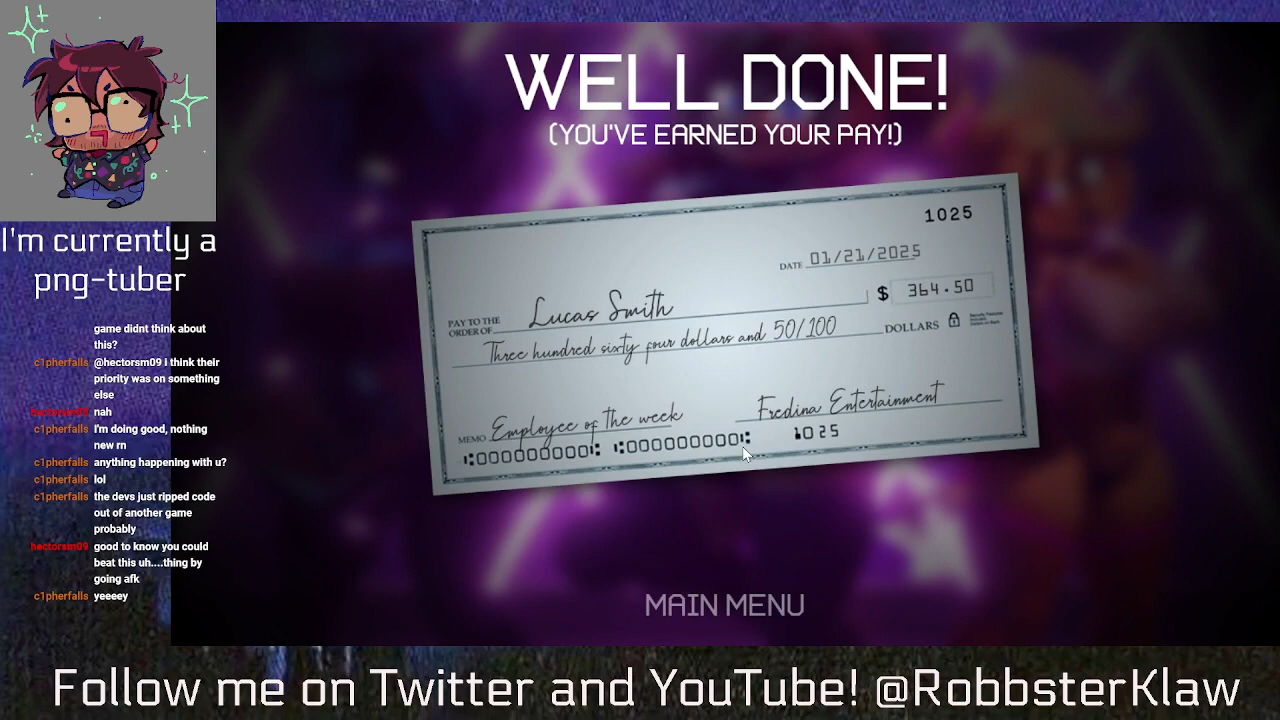 WELL DONE!
(YOU'VE EARNED YOUR PAY!)
1025
DATE 01/21/2025
PAY TO THE
ORDER OF Lucas Smith
$ 364.50
Three hundred sixty four dollars and 50/100
DOLLARS
MEMO Employee of the week
Fredina Entertainment
⑆000000000⑆ ⑆000000000⑆ 1025
MAIN MENU
I'm currently a
png-tuber
game didnt think about
this?
c1pherfalls @hectorsm09 i think their
priority was on something
else
hectorsm09 nah
c1pherfalls I'm doing good, nothing
new rn
c1pherfalls anything happening with u?
c1pherfalls lol
c1pherfalls the devs just ripped code
out of another game
probably
hectorsm09 good to know you could
beat this uh....thing by
going afk
c1pherfalls yeeeey
Follow me on Twitter and YouTube! @RobbsterKlaw